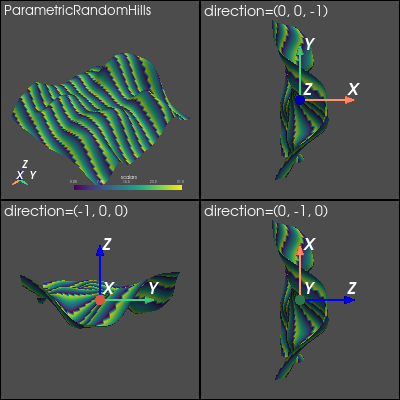 ParametricRandomHills
Z
X Y
scalars
direction=(0, 0, -1)
Y
Z X
direction=(-1, 0, 0)
Z
X Y
direction=(0, -1, 0)
X
Y Z